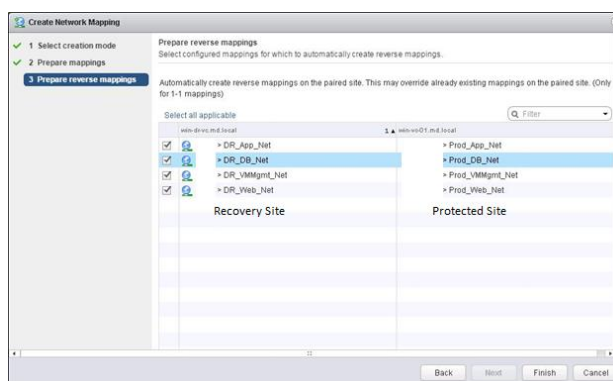 Create Network Mapping
1 Select creation mode
2 Prepare mappings
3 Prepare reverse mappings
Prepare reverse mappings
Select configured mappings for which to automatically create reverse mappings.
Automatically create reverse mappings on the paired site. This may override already existing mappings on the paired site. (Only
for 1-1 mappings)
Select all applicable
Filter
win-dr-vc.md.local 1 ▲ win-vc-01.md.local
> DR_App_Net > Prod_App_Net
> DR_DB_Net > Prod_DB_Net
> DR_VMMgmt_Net > Prod_VMMgmt_Net
> DR_Web_Net > Prod_Web_Net
Recovery Site Protected Site
Back Next Finish Cancel